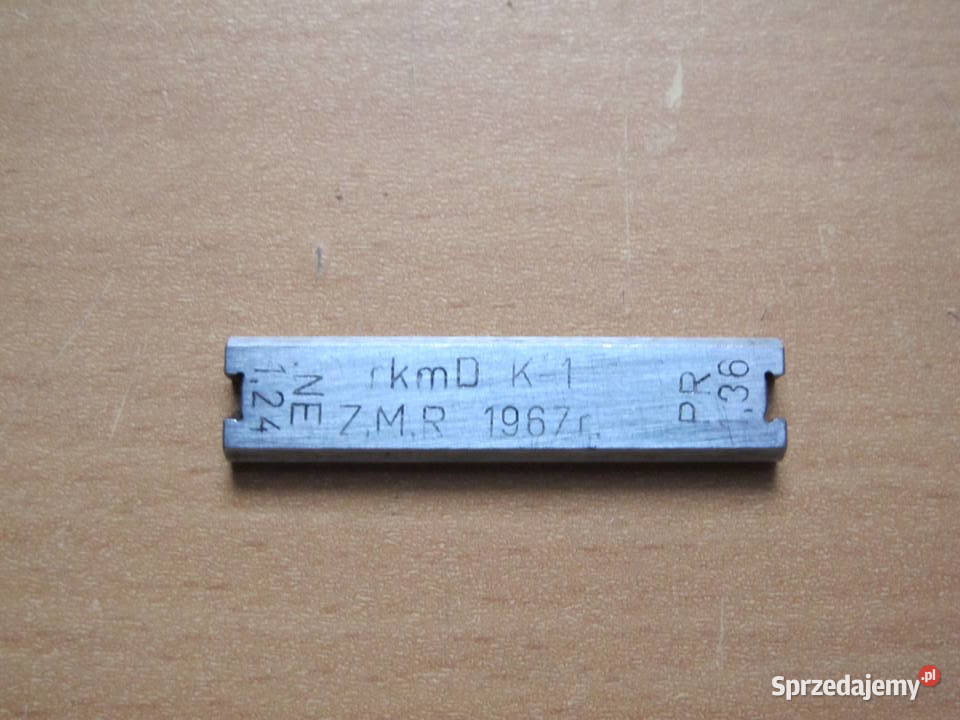 rkmD K-1
Z.M.R 1967r.
NE
1,24
PR
,36
Sprzedajemy.pl